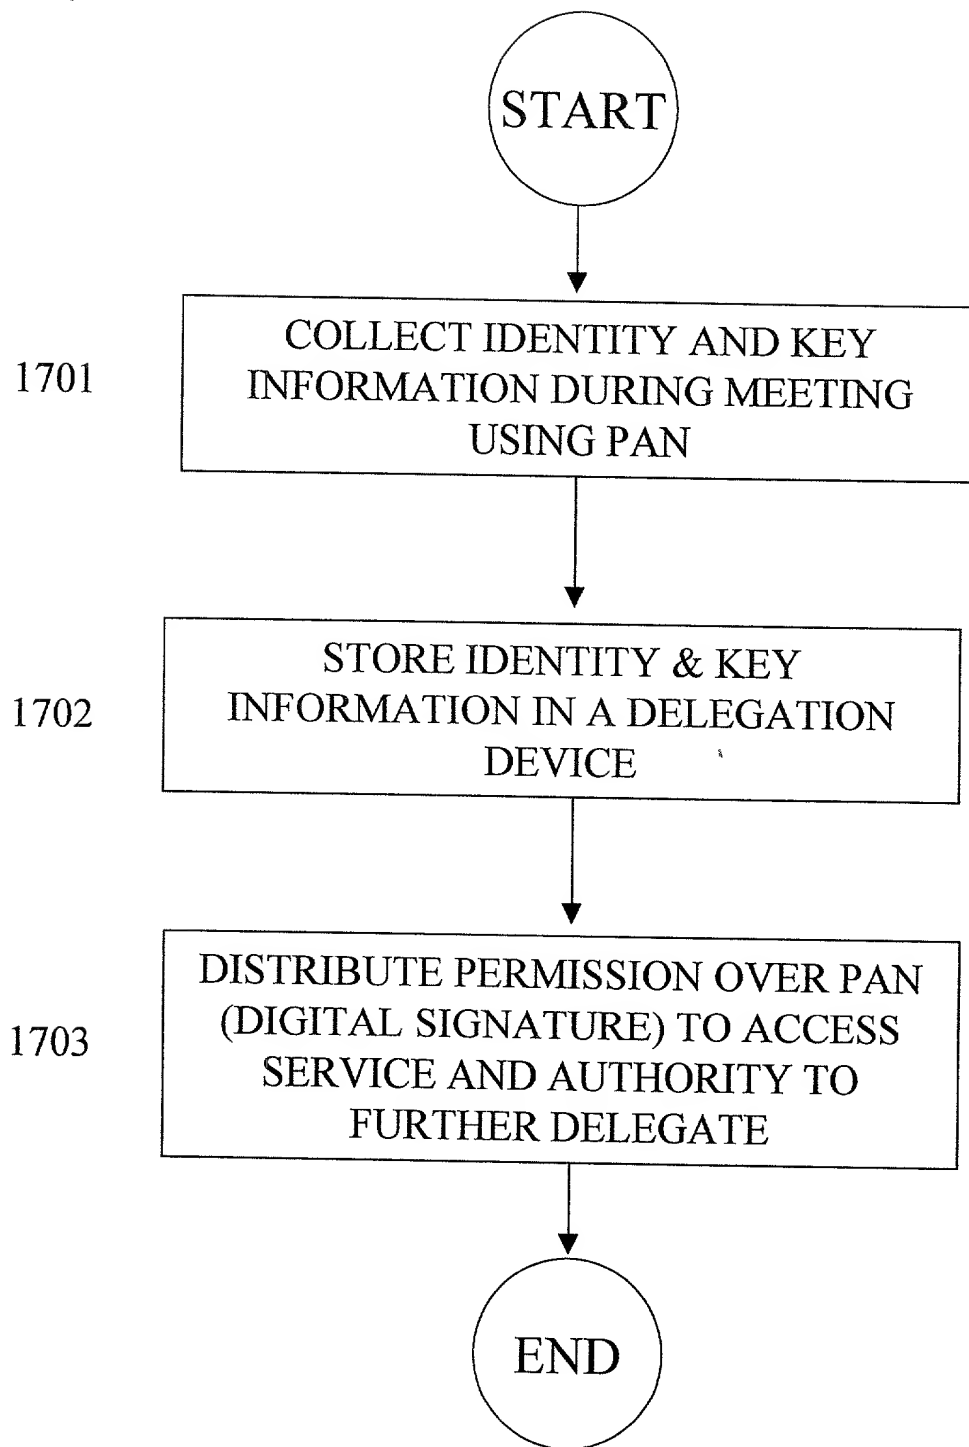 START
1701
COLLECT IDENTITY AND KEY
INFORMATION DURING MEETING
USING PAN
1702
STORE IDENTITY & KEY
INFORMATION IN A DELEGATION
DEVICE
1703
DISTRIBUTE PERMISSION OVER PAN
(DIGITAL SIGNATURE) TO ACCESS
SERVICE AND AUTHORITY TO
FURTHER DELEGATE
END